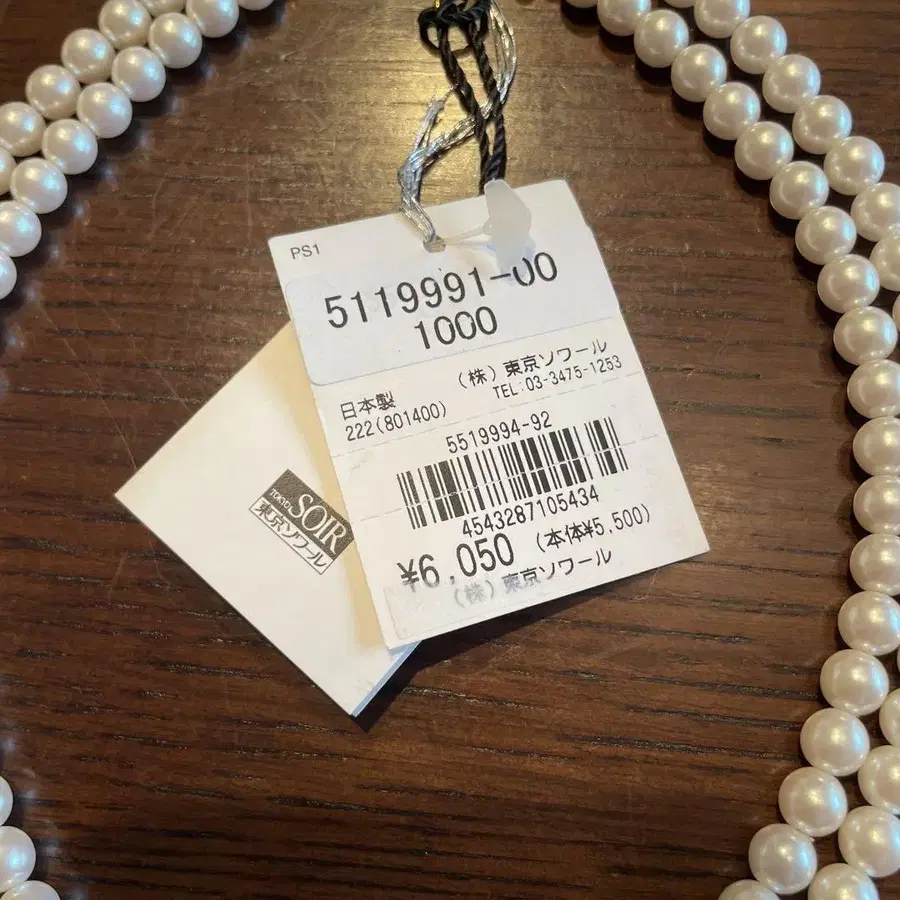 PS1
5119991-00
1000
(株)東京ソワール
日本製
TEL:03-3475-1253
222(801400)
5519994-92
4543287105434
¥6,050 (本体¥5,500)
(株)東京ソワール
TOKYO SOIR
東京ソワール